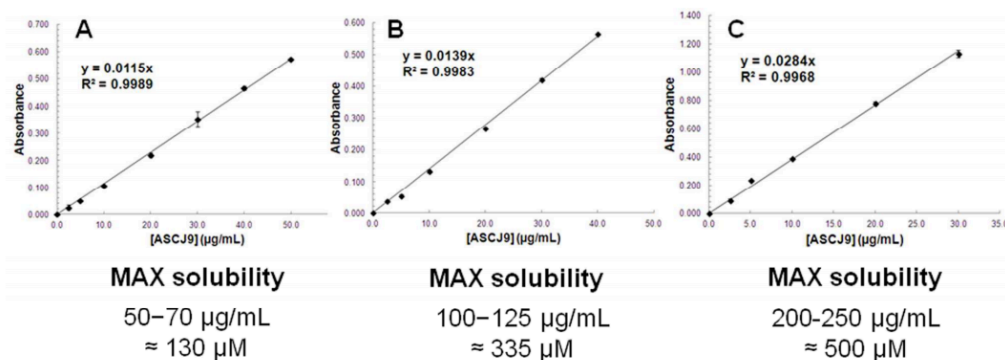 A
y = 0.0115x
R² = 0.9989
Absorbance
0.700
0.600
0.500
0.400
0.300
0.200
0.100
0.000
0.0 10.0 20.0 30.0 40.0 50.0
[ASCJ9] (μg/mL)
MAX solubility
50–70 μg/mL
≈ 130 μM
B
y = 0.0139x
R² = 0.9983
Absorbance
0.600
0.500
0.400
0.300
0.200
0.100
0.000
0.0 10.0 20.0 30.0 40.0
[ASCJ9] (μg/mL)
MAX solubility
100–125 μg/mL
≈ 335 μM
C
y = 0.0284x
R² = 0.9968
Absorbance
1.400
1.200
1.000
0.800
0.600
0.400
0.200
0.000
0.0 5.0 10.0 15.0 20.0 25.0 30.0 35.0
[ASCJ9] (μg/mL)
MAX solubility
200-250 μg/mL
≈ 500 μM